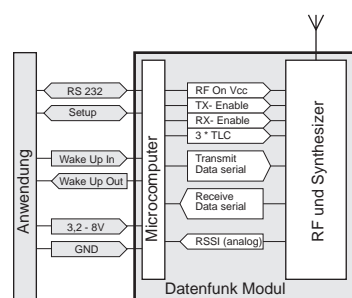 Anwendung
RS 232
Setup
Wake Up In
Wake Up Out
3,2 - 8V
GND
Microcomputer
RF On Vcc
TX- Enable
RX- Enable
3 * TLC
Transmit
Data serial
Receive
Data serial
RSSI (analog)
RF und Synthesizer
Datenfunk Modul